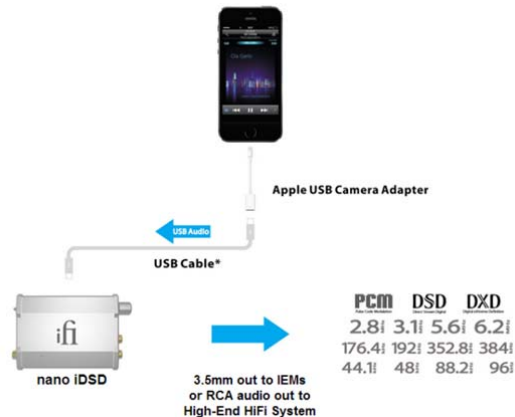 Apple USB Camera Adapter
USB Audio
USB Cable*
ifi
nano iDSD
3.5mm out to IEMs
or RCA audio out to
High-End HiFi System
PCM DSD DXD
2.8 3.1 5.6 6.2
176.4 192 352.8 384
44.1 48 88.2 96